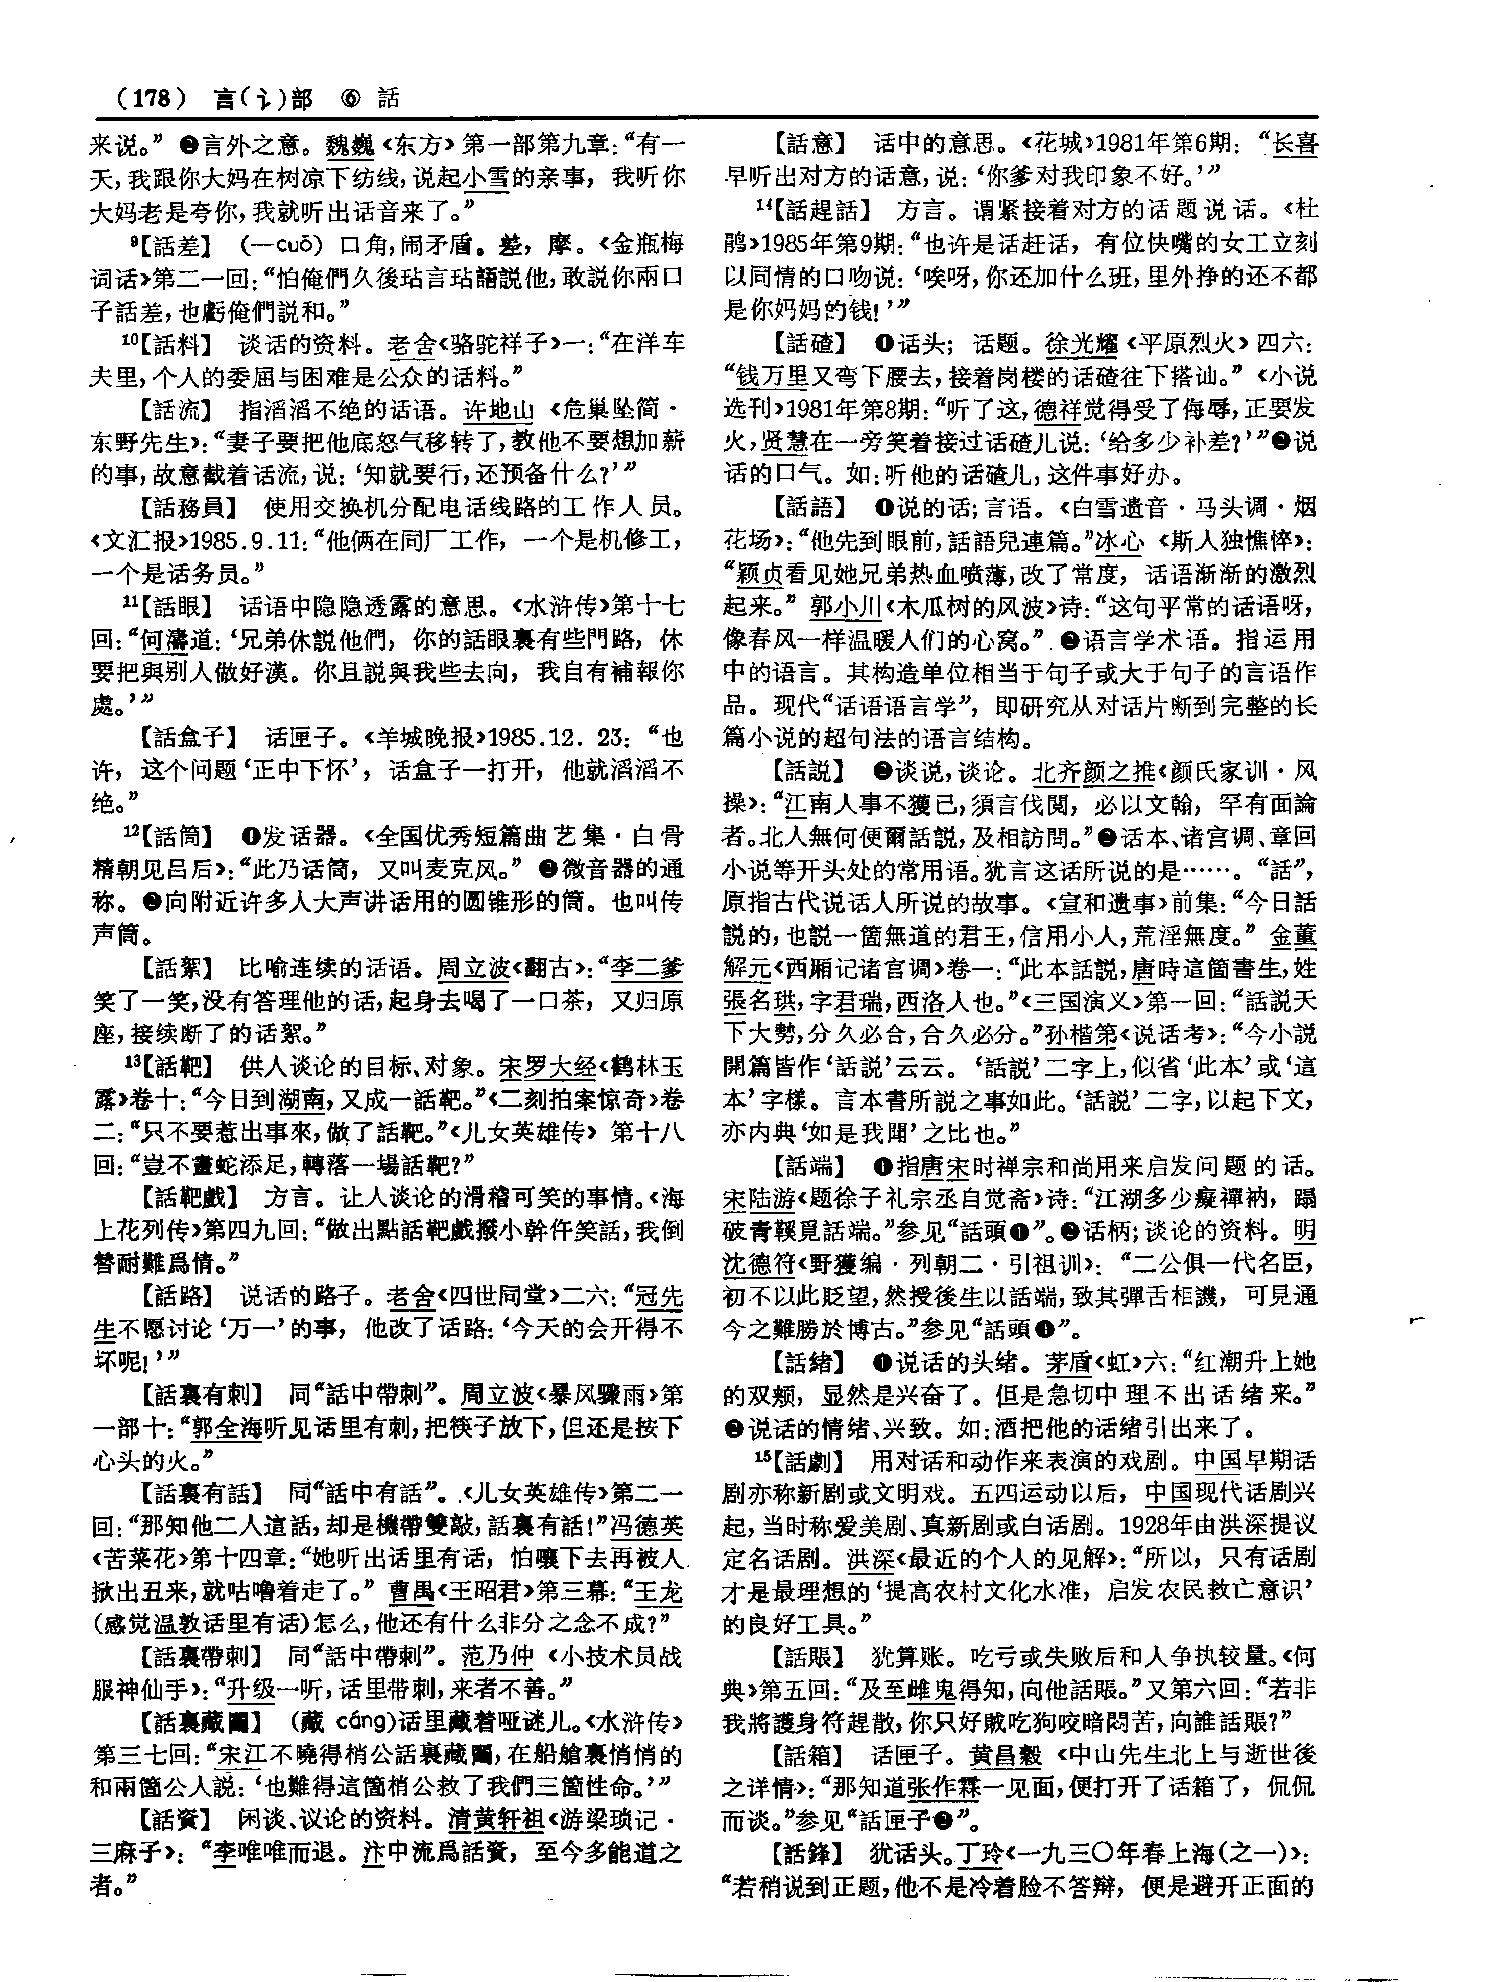 (178) 言(讠)部 ⑥ 話
来说。”❷言外之意。魏巍《东方》第一部第九章:“有一
天,我跟你大妈在树凉下纺线,说起小雪的亲事,我听你
大妈老是夸你,我就听出话音来了。”
9【話差】 (—cuō) 口角,闹矛盾。差,摩。《金瓶梅
词话》第二一回:“怕俺們久後玷言玷語説他,敢説你兩口
子話差,也虧俺們説和。”
10【話料】 谈话的资料。老舍《骆驼祥子》一:“在洋车
夫里,个人的委屈与困难是公众的话料。”
【話流】 指滔滔不绝的话语。许地山《危巢坠简·
东野先生》:“妻子要把他底怒气移转了,教他不要想加薪
的事,故意截着话流,说:‘知就要行,还预备什么?’”
【話務員】 使用交换机分配电话线路的工作人员。
《文汇报》1985.9.11:“他俩在同厂工作,一个是机修工,
一个是话务员。”
11【話眼】 话语中隐隐透露的意思。《水浒传》第十七
回:“何濤道:‘兄弟休説他們,你的話眼裏有些門路,休
要把與别人做好漢。你且説與我些去向,我自有補報你
處。’”
【話盒子】 话匣子。《羊城晚报》1985.12.23:“也
许,这个问题‘正中下怀’,话盒子一打开,他就滔滔不
绝。”
12【話筒】 ❶发话器。《全国优秀短篇曲艺集·白骨
精朝见吕后》:“此乃话筒,又叫麦克风。”❷微音器的通
称。❸向附近许多人大声讲话用的圆锥形的筒。也叫传
声筒。
【話絮】 比喻连续的话语。周立波《翻古》:“李二爹
笑了一笑,没有答理他的话,起身去喝了一口茶,又归原
座,接续断了的话絮。”
13【話靶】 供人谈论的目标、对象。宋罗大经《鹤林玉
露》卷十:“今日到湖南,又成一話靶。”《二刻拍案惊奇》卷
二:“只不要惹出事來,做了話靶。”《儿女英雄传》第十八
回:“豈不畫蛇添足,轉落一場話靶?”
【話靶戲】 方言。让人谈论的滑稽可笑的事情。《海
上花列传》第四九回:“做出點話靶戲撥小幹仵笑話,我倒
替耐難爲情。”
【話路】 说话的路子。老舍《四世同堂》二六:“冠先
生不愿讨论‘万一’的事,他改了话路:‘今天的会开得不
坏呢!’”
【話裏有刺】 同“話中帶刺”。周立波《暴风骤雨》第
一部十:“郭全海听见话里有刺,把筷子放下,但还是按下
心头的火。”
【話裏有話】 同“話中有話”。《儿女英雄传》第二一
回:“那知他二人這話,却是機帶雙敲,話裏有話!”冯德英
《苦菜花》第十四章:“她听出话里有话,怕嚷下去再被人
揿出丑来,就咕噜着走了。”曹禺《王昭君》第三幕:“王龙
(感觉温敦话里有话)怎么,他还有什么非分之念不成?”
【話裏帶刺】 同“話中帶刺”。范乃仲《小技术员战
服神仙手》:“升级一听,话里带刺,来者不善。”
【話裏藏鬮】 (藏 cáng)话里藏着哑谜儿。《水浒传》
第三七回:“宋江不曉得梢公話裏藏鬮,在船艙裏悄悄的
和兩箇公人説:‘也難得這箇梢公救了我們三箇性命。’”
【話資】 闲谈、议论的资料。清黄轩祖《游梁琐记·
三麻子》:“李唯唯而退。汴中流爲話資,至今多能道之
者。”
【話意】 话中的意思。《花城》1981年第6期:“长喜
早听出对方的话意,说:‘你爹对我印象不好。’”
14【話趕話】 方言。谓紧接着对方的话题说话。《杜
鹃》1985年第9期:“也许是话赶话,有位快嘴的女工立刻
以同情的口吻说:‘唉呀,你还加什么班,里外挣的还不都
是你妈妈的钱!’”
【話碴】 ❶话头;话题。徐光耀《平原烈火》四六:
“钱万里又弯下腰去,接着岗楼的话碴往下搭讪。”《小说
选刊》1981年第8期:“听了这,德祥觉得受了侮辱,正要发
火,贤慧在一旁笑着接过话碴儿说:‘给多少补差?’”❷说
话的口气。如:听他的话碴儿,这件事好办。
【話語】 ❶说的话;言语。《白雪遗音·马头调·烟
花场》:“他先到眼前,話語兒連篇。”冰心《斯人独憔悴》:
“颖贞看见她兄弟热血喷薄,改了常度,话语渐渐的激烈
起来。”郭小川《木瓜树的风波》诗:“这句平常的话语呀,
像春风一样温暖人们的心窝。”❷语言学术语。指运用
中的语言。其构造单位相当于句子或大于句子的言语作
品。现代“话语语言学”,即研究从对话片断到完整的长
篇小说的超句法的语言结构。
【話説】 ❶谈说,谈论。北齐颜之推《颜氏家训·风
操》:“江南人事不獲已,須言伐閲,必以文翰,罕有面論
者。北人無何便爾話説,及相訪問。”❷话本、诸宫调、章回
小说等开头处的常用语。犹言这话所说的是……。“話”,
原指古代说话人所说的故事。《宣和遗事》前集:“今日話
説的,也説一箇無道的君王,信用小人,荒淫無度。”金董
解元《西厢记诸宫调》卷一:“此本話説,唐時這箇書生,姓
張名珙,字君瑞,西洛人也。”《三国演义》第一回:“話説天
下大勢,分久必合,合久必分。”孙楷第《说话考》:“今小說
開篇皆作‘話説’云云。‘話説’二字上,似省‘此本’或‘這
本’字樣。言本書所説之事如此。‘話説’二字,以起下文,
亦内典‘如是我聞’之比也。”
【話端】 ❶指唐宋时禅宗和尚用来启发问题的话。
宋陆游《题徐子礼宗丞自觉斋》诗:“江湖多少癡禪衲,蹋
破青鞵覓話端。”参见“話頭❶”。❷话柄;谈论的资料。明
沈德符《野獲编·列朝二·引祖训》:“二公俱一代名臣,
初不以此貶望,然授後生以話端,致其彈舌相譏,可見通
今之難勝於博古。”参见“話頭❶”。
【話緒】 ❶说话的头绪。茅盾《虹》六:“红潮升上她
的双颊,显然是兴奋了。但是急切中理不出话绪来。”
❷说话的情绪、兴致。如:酒把他的话绪引出来了。
15【話劇】 用对话和动作来表演的戏剧。中国早期话
剧亦称新剧或文明戏。五四运动以后,中国现代话剧兴
起,当时称爱美剧、真新剧或白话剧。1928年由洪深提议
定名话剧。洪深《最近的个人的见解》:“所以,只有话剧
才是最理想的‘提高农村文化水准,启发农民救亡意识’
的良好工具。”
【話賬】 犹算账。吃亏或失败后和人争执较量。《何
典》第五回:“及至雌鬼得知,向他話賬。”又第六回:“若非
我將護身符趕散,你只好賊吃狗咬暗悶苦,向誰話賬?”
【話箱】 话匣子。黄昌穀《中山先生北上与逝世後
之详情》:“那知道张作霖一见面,便打开了话箱了,侃侃
而谈。”参见“話匣子❷”。
【話鋒】 犹话头。丁玲《一九三〇年春上海(之一)》:
“若稍说到正题,他不是冷着脸不答辩,便是避开正面的